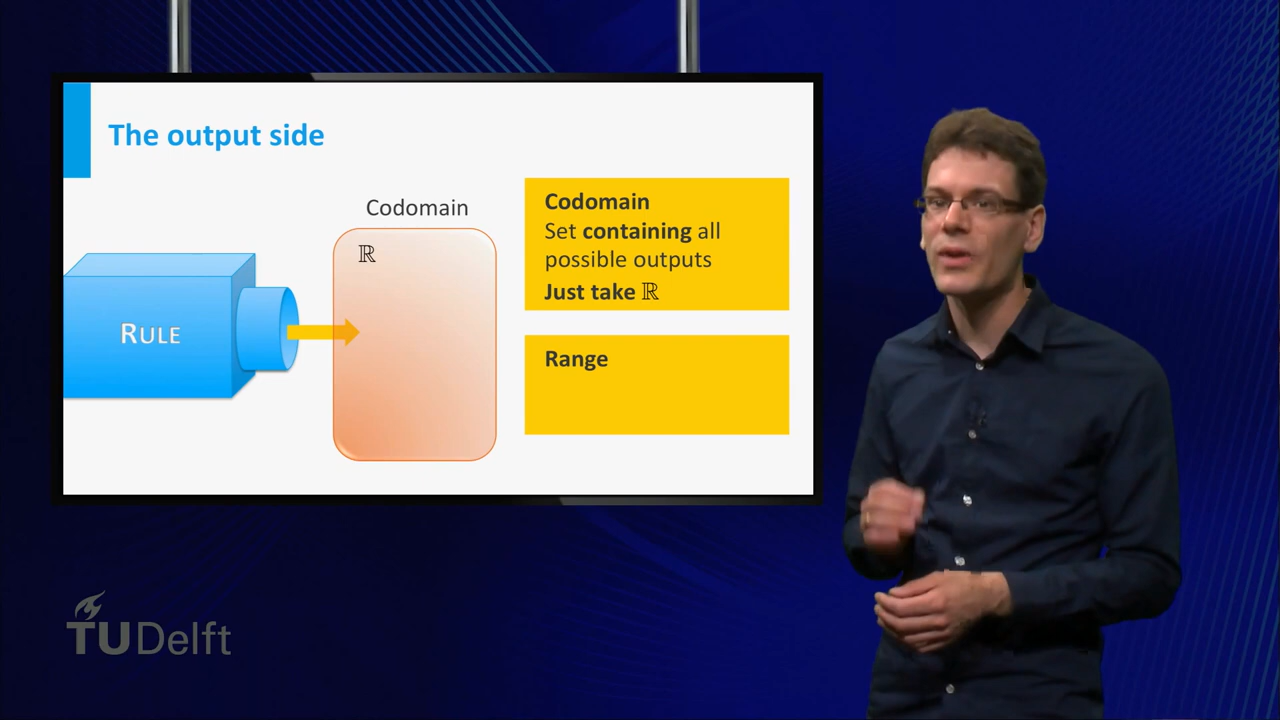 The output side
Codomain
ℝ
RULE
Codomain
Set containing all
possible outputs
Just take ℝ
Range
TUDelft